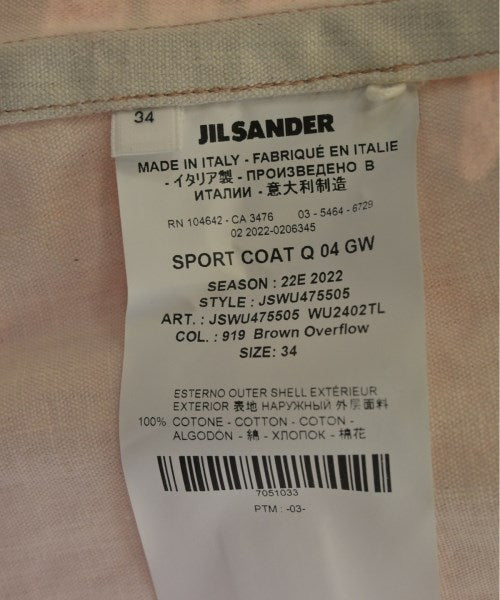 34
JIL SANDER
MADE IN ITALY - FABRIQUÉ EN ITALIE
- イタリア製 - ПРОИЗВЕДЕНО В
ИТАЛИИ - 意大利制造
RN 104642 - CA 3476 03 - 5464 - 6729
02 2022-0206345
SPORT COAT Q 04 GW
SEASON : 22E 2022
STYLE : JSWU475505
ART. : JSWU475505 WU2402TL
COL. : 919 Brown Overflow
SIZE: 34
ESTERNO OUTER SHELL EXTÉRIEUR
EXTERIOR 表地 НАРУЖНЫЙ 外层面料
100% COTONE - COTTON - COTON -
ALGODÓN - 綿 - ХЛОПОК - 棉花
7051033
PTM : -03-